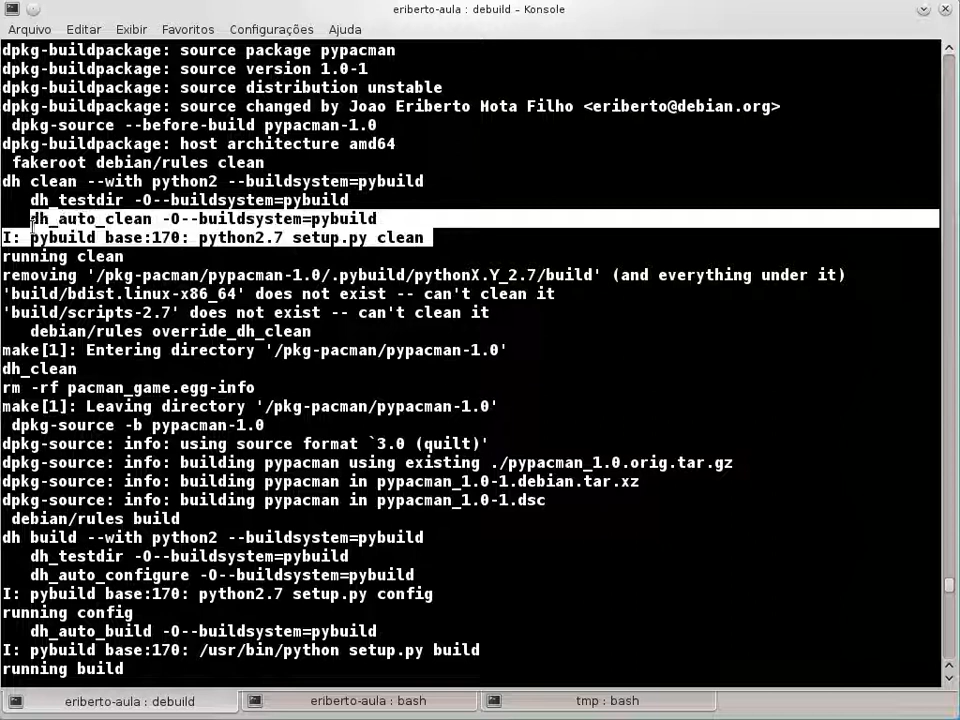 eriberto-aula : debuild – Konsole
Arquivo Editar Exibir Favoritos Configurações Ajuda
dpkg-buildpackage: source package pypacman
dpkg-buildpackage: source version 1.0-1
dpkg-buildpackage: source distribution unstable
dpkg-buildpackage: source changed by Joao Eriberto Mota Filho <eriberto@debian.org>
 dpkg-source --before-build pypacman-1.0
dpkg-buildpackage: host architecture amd64
 fakeroot debian/rules clean
dh clean --with python2 --buildsystem=pybuild
   dh_testdir -O--buildsystem=pybuild
   dh_auto_clean -O--buildsystem=pybuild
I: pybuild base:170: python2.7 setup.py clean
running clean
removing '/pkg-pacman/pypacman-1.0/.pybuild/pythonX.Y_2.7/build' (and everything under it)
'build/bdist.linux-x86_64' does not exist -- can't clean it
'build/scripts-2.7' does not exist -- can't clean it
   debian/rules override_dh_clean
make[1]: Entering directory '/pkg-pacman/pypacman-1.0'
dh_clean
rm -rf pacman_game.egg-info
make[1]: Leaving directory '/pkg-pacman/pypacman-1.0'
 dpkg-source -b pypacman-1.0
dpkg-source: info: using source format `3.0 (quilt)'
dpkg-source: info: building pypacman using existing ./pypacman_1.0.orig.tar.gz
dpkg-source: info: building pypacman in pypacman_1.0-1.debian.tar.xz
dpkg-source: info: building pypacman in pypacman_1.0-1.dsc
 debian/rules build
dh build --with python2 --buildsystem=pybuild
   dh_testdir -O--buildsystem=pybuild
   dh_auto_configure -O--buildsystem=pybuild
I: pybuild base:170: python2.7 setup.py config
running config
   dh_auto_build -O--buildsystem=pybuild
I: pybuild base:170: /usr/bin/python setup.py build
running build
eriberto-aula : debuild eriberto-aula : bash tmp : bash